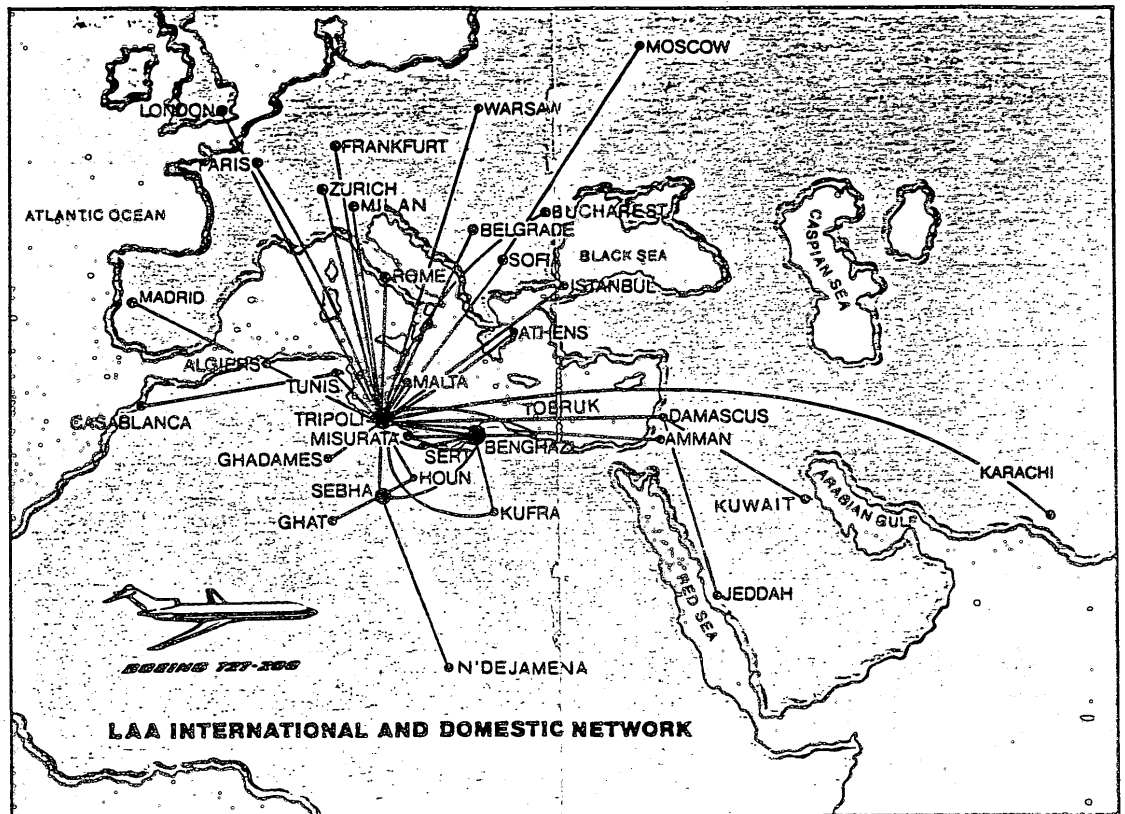 MOSCOW
LONDON
WARSAW
FRANKFURT
PARIS
ZURICH
MILAN
ATLANTIC OCEAN
BUCHAREST
BELGRADE
SOFIA
BLACK SEA
CASPIAN SEA
ROME
ISTANBUL
MADRID
ATHENS
ALGIERS
TUNIS
MALTA
CASABLANCA
TRIPOLI
TOBRUK
DAMASCUS
MISURATA
AMMAN
SERT
BENGHAZI
GHADAMES
HOUN
KARACHI
SEBHA
KUWAIT
ARABIAN GULF
GHAT
KUFRA
RED SEA
JEDDAH
BOEING 727-200
N'DEJAMENA
LAA INTERNATIONAL AND DOMESTIC NETWORK